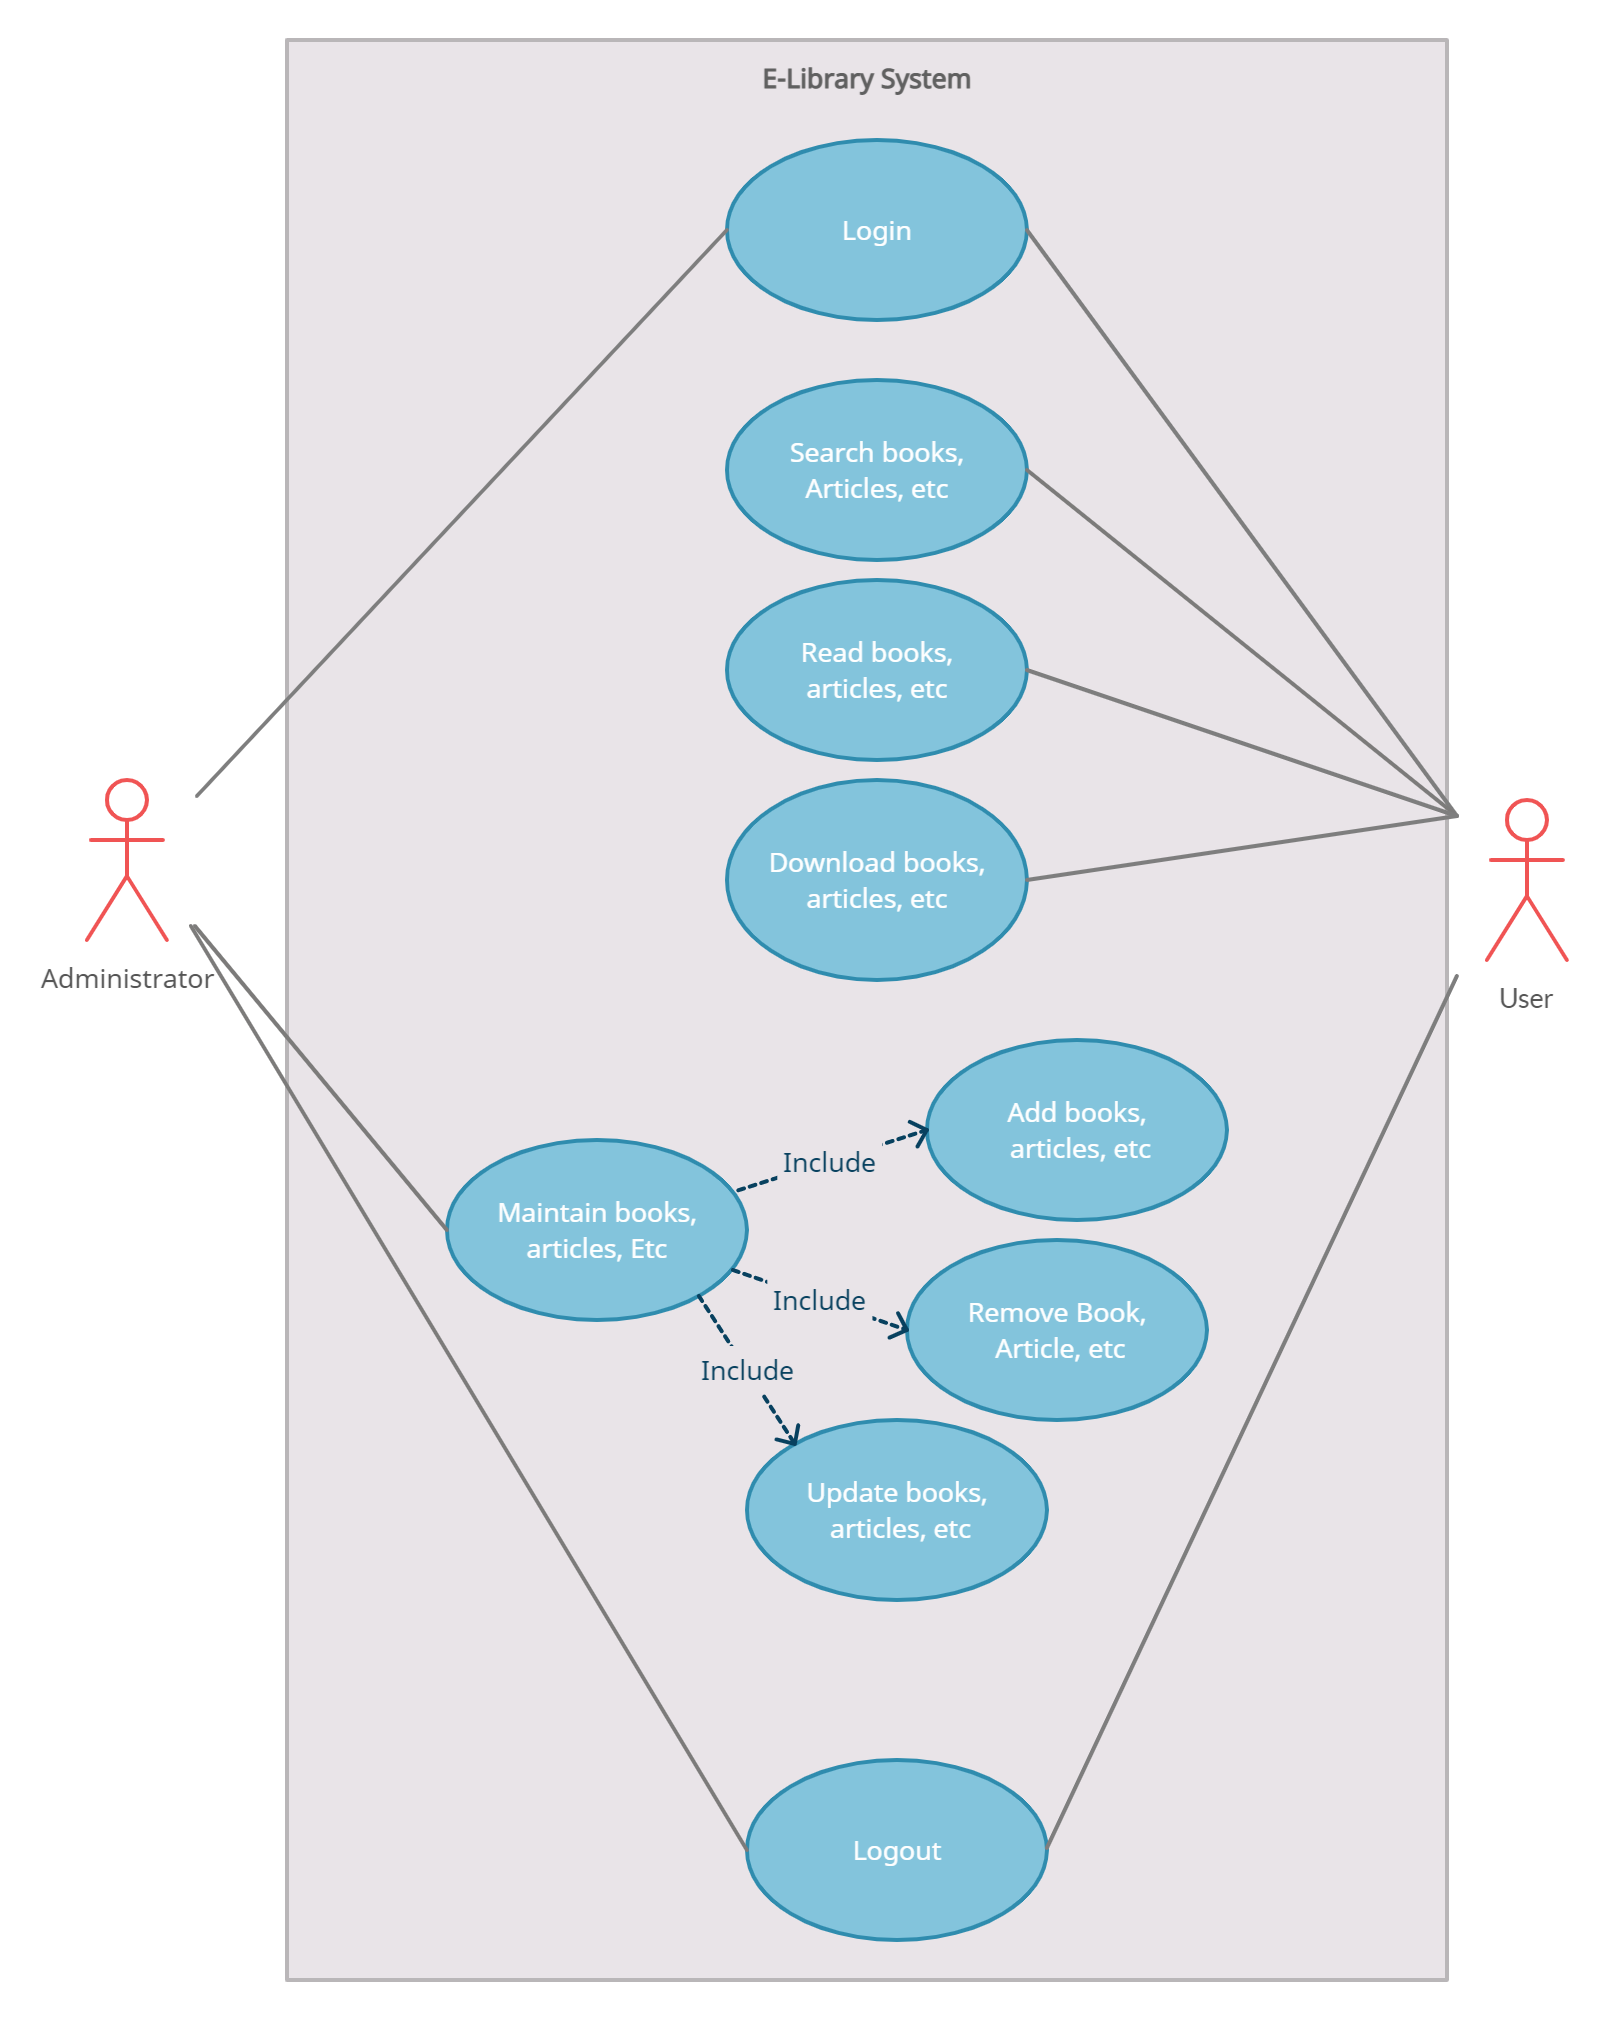 E-Library System
Login
Search books,
Articles, etc
Read books,
articles, etc
Download books,
articles, etc
Administrator
User
Add books,
articles, etc
Include
Maintain books,
articles, Etc
Include
Remove Book,
Article, etc
Include
Update books,
articles, etc
Logout